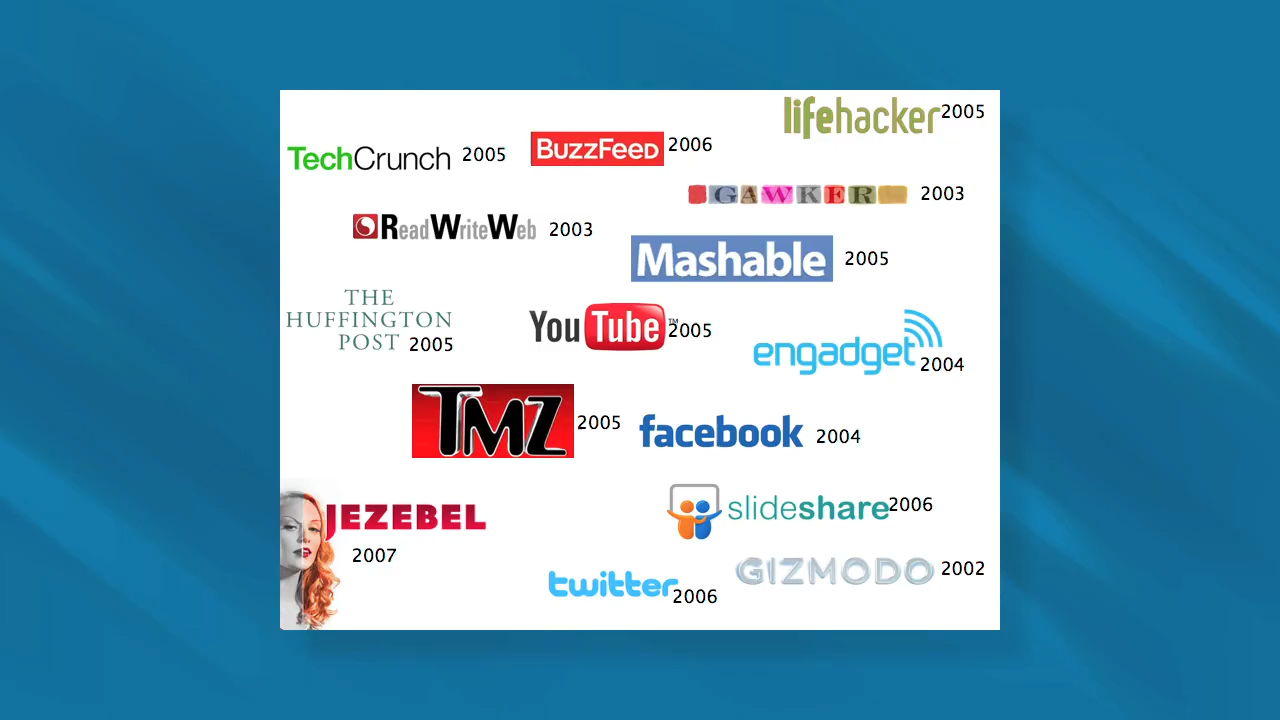 lifehacker 2005
TechCrunch 2005
BUZZFEED 2006
GAWKER 2003
ReadWriteWeb 2003
Mashable 2005
THE
HUFFINGTON
POST 2005
YouTube™ 2005
engadget 2004
TMZ 2005
facebook 2004
JEZEBEL
2007
slideshare 2006
GIZMODO 2002
twitter 2006